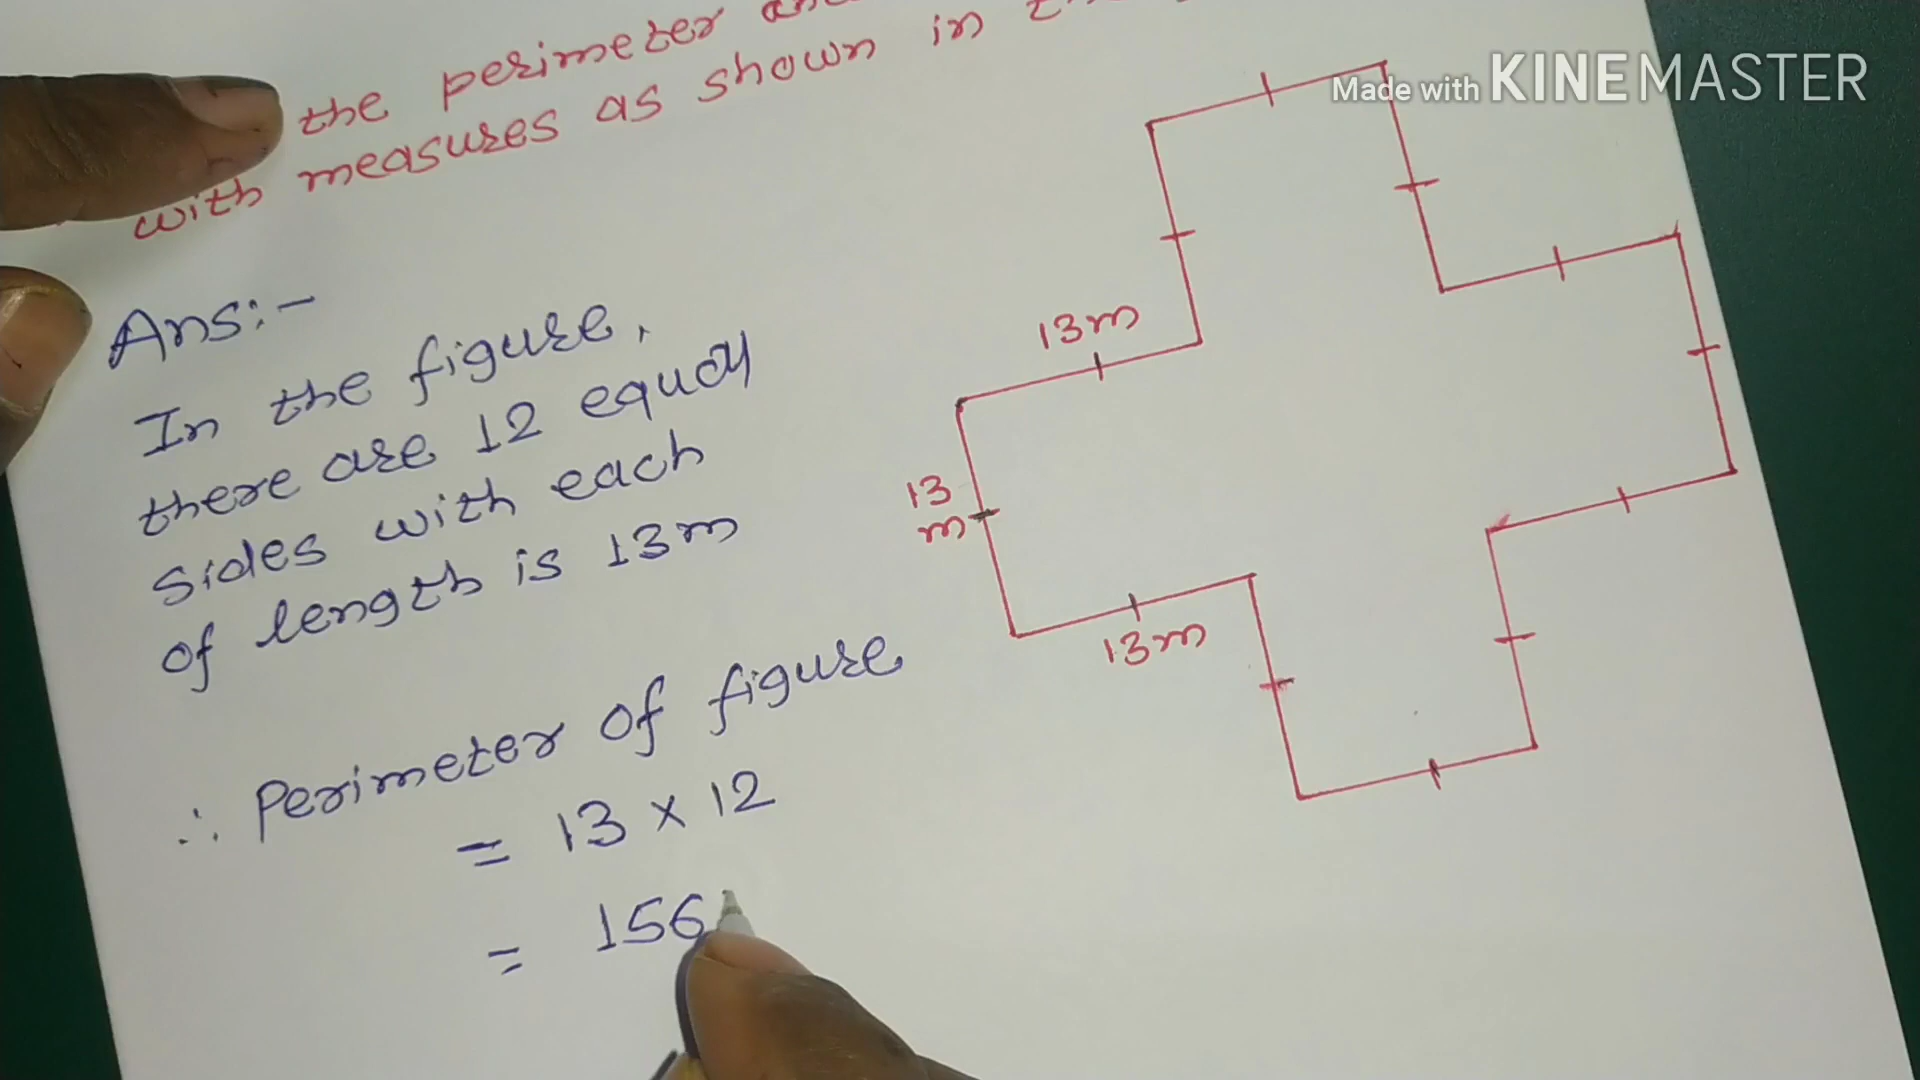 the perimeter
with measures as shown in
Ans:-
In the figure,
there are 12 equal
sides with each
of length is 13m
∴ Perimeter of figure
= 13 × 12
= 156
13m
13
m
13m
Made with KINEMASTER